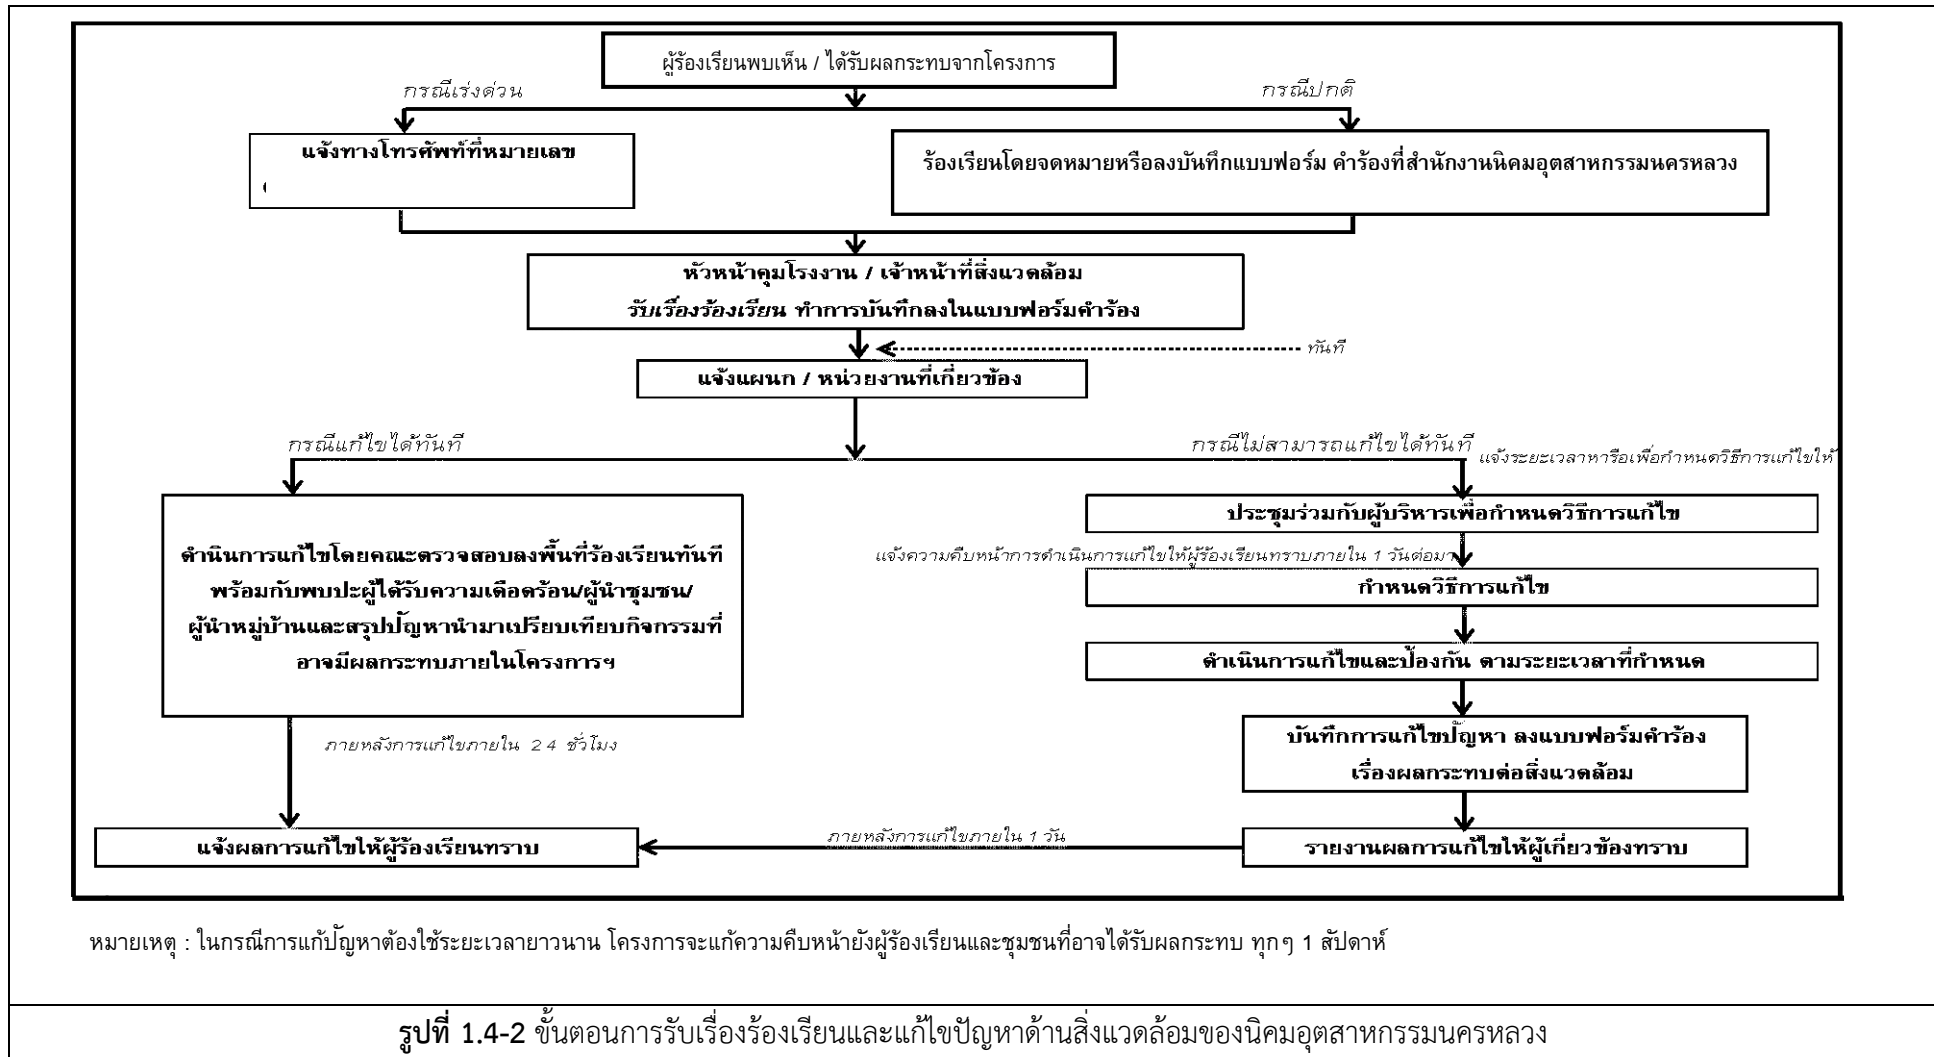 ผู้ร้องเรียนพบเห็น / ได้รับผลกระทบจากโครงการ
กรณีเร่งด่วน
กรณีปกติ
แจ้งทางโทรศัพท์ที่หมายเลข
ร้องเรียนโดยจดหมายหรือลงบันทึกแบบฟอร์ม คำร้องที่สำนักงานนิคมอุตสาหกรรมนครหลวง
หัวหน้าคุมโรงงาน / เจ้าหน้าที่สิ่งแวดล้อม
รับเรื่องร้องเรียน ทำการบันทึกลงในแบบฟอร์มคำร้อง
ทันที
แจ้งแผนก / หน่วยงานที่เกี่ยวข้อง
กรณีแก้ไขได้ทันที
กรณีไม่สามารถแก้ไขได้ทันที
แจ้งระยะเวลาหารือเพื่อกำหนดวิธีการแก้ไขให้
ประชุมร่วมกับผู้บริหารเพื่อกำหนดวิธีการแก้ไข
ดำนินการแก้ไขโดยคณะตรวจสอบลงพื้นที่ร้องเรียนทันที
พร้อมกับพบปะผู้ได้รับความเดือดร้อน/ผู้นำชุมชน/
ผู้นำหมู่บ้านและสรุปปัญหานำมาเปรียบเทียบกิจกรรมที่
อาจมีผลกระทบภายในโครงการฯ
แจ้งความคืบหน้าการดำเนินการแก้ไขให้ผู้ร้องเรียนทราบภายใน 1 วันต่อมา
กำหนดวิธีการแก้ไข
ดำเนินการแก้ไขและป้องกัน ตามระยะเวลาที่กำหนด
ภายหลังการแก้ไขภายใน 24 ชั่วโมง
บันทึกการแก้ไขปัญหา ลงแบบฟอร์มคำร้อง
เรื่องผลกระทบต่อสิ่งแวดล้อม
แจ้งผลการแก้ไขให้ผู้ร้องเรียนทราบ
ภายหลังการแก้ไขภายใน 1 วัน
รายงานผลการแก้ไขให้ผู้เกี่ยวข้องทราบ
หมายเหตุ : ในกรณีการแก้ปัญหาต้องใช้ระยะเวลายาวนาน โครงการจะแก้ความคืบหน้ายังผู้ร้องเรียนและชุมชนที่อาจได้รับผลกระทบ ทุกๆ 1 สัปดาห์
รูปที่ 1.4-2 ขั้นตอนการรับเรื่องร้องเรียนและแก้ไขปัญหาด้านสิ่งแวดล้อมของนิคมอุตสาหกรรมนครหลวง